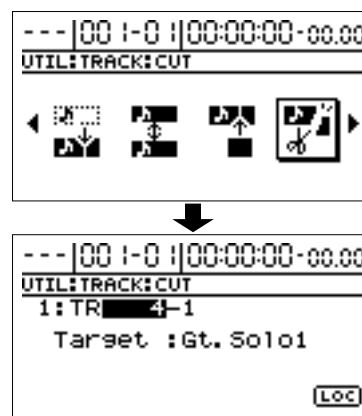 ---|001-01|00:00:00-00.00
UTIL:TRACK:CUT
---|001-01|00:00:00-00.00
UTIL:TRACK:CUT
1:TR 4-1
Target :Gt.Solo1
LOC